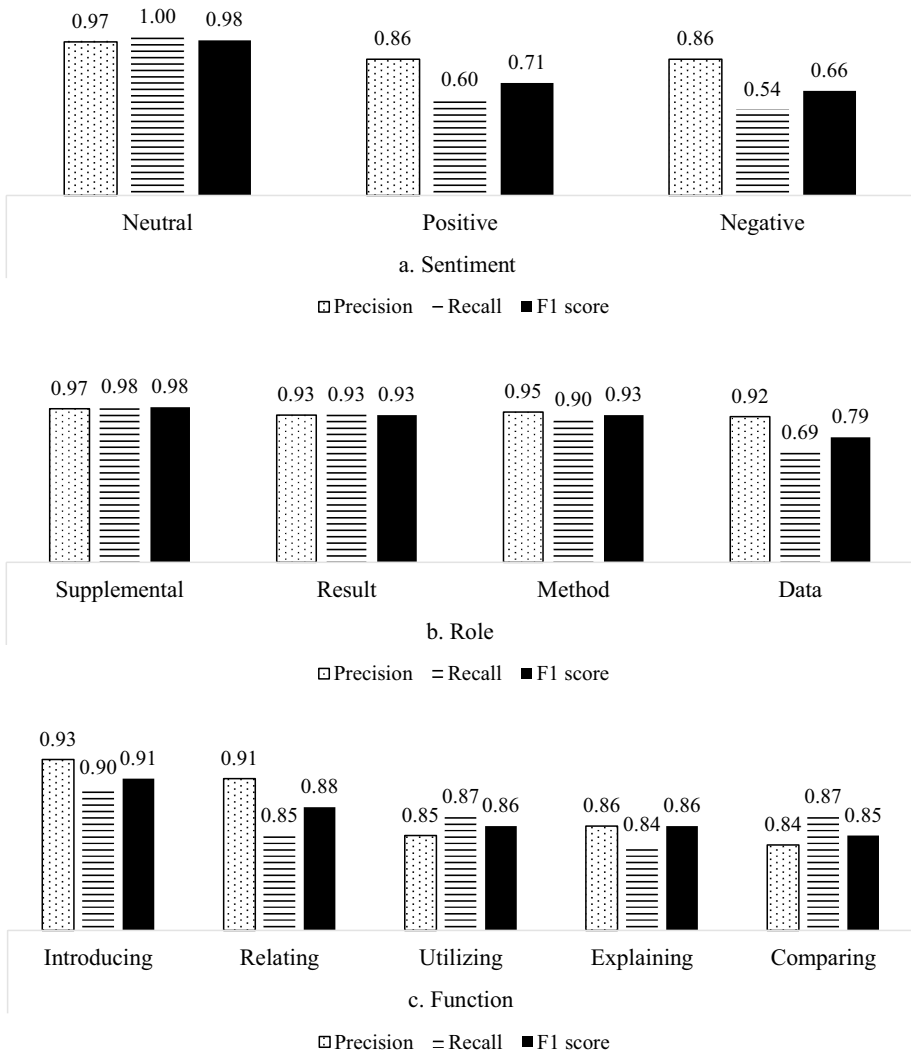 0.97 1.00 0.98 0.86 0.60 0.71 0.86 0.54 0.66
Neutral Positive Negative
a. Sentiment
Precision Recall F1 score
0.97 0.98 0.98 0.93 0.93 0.93 0.95 0.90 0.93 0.92 0.69 0.79
Supplemental Result Method Data
b. Role
Precision Recall F1 score
0.93 0.90 0.91 0.91 0.85 0.88 0.85 0.87 0.86 0.86 0.84 0.86 0.84 0.87 0.85
Introducing Relating Utilizing Explaining Comparing
c. Function
Precision Recall F1 score